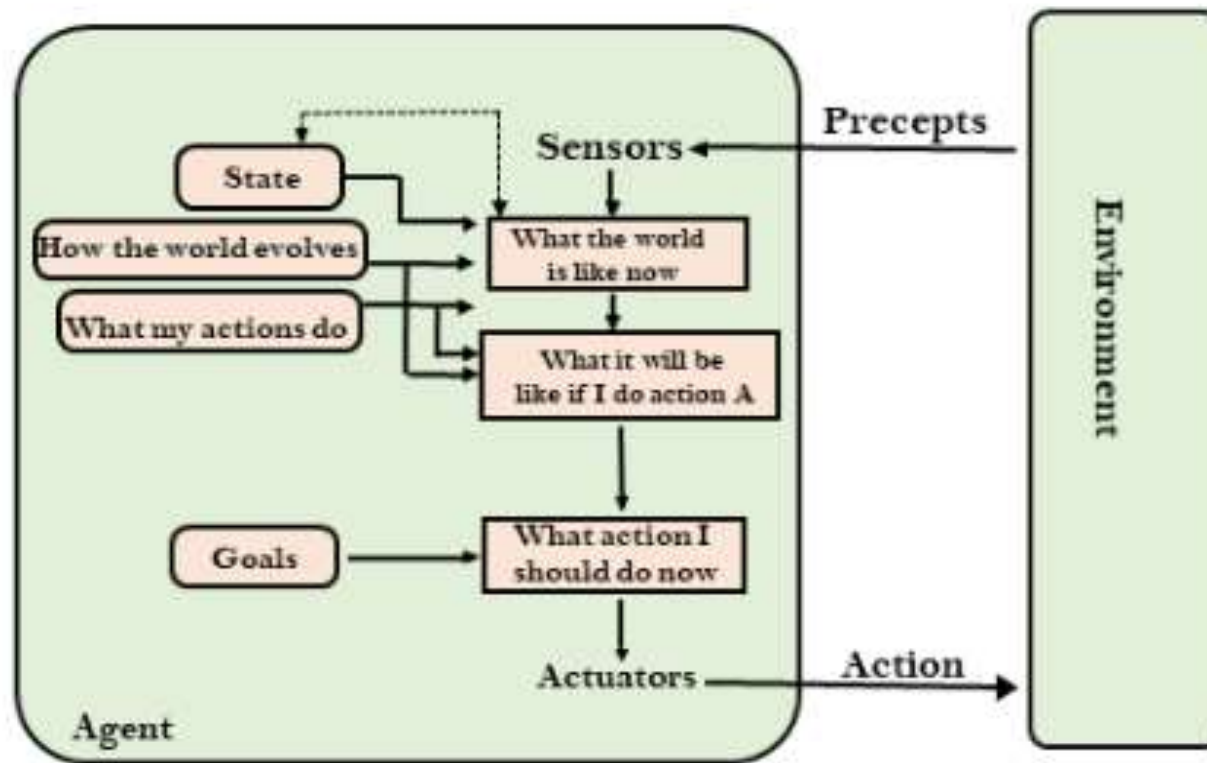 Precepts
Sensors
State
What the world
is like now
How the world evolves
What my actions do
What it will be
like if I do action A
Goals
What action I
should do now
Actuators
Action
Agent
Environment